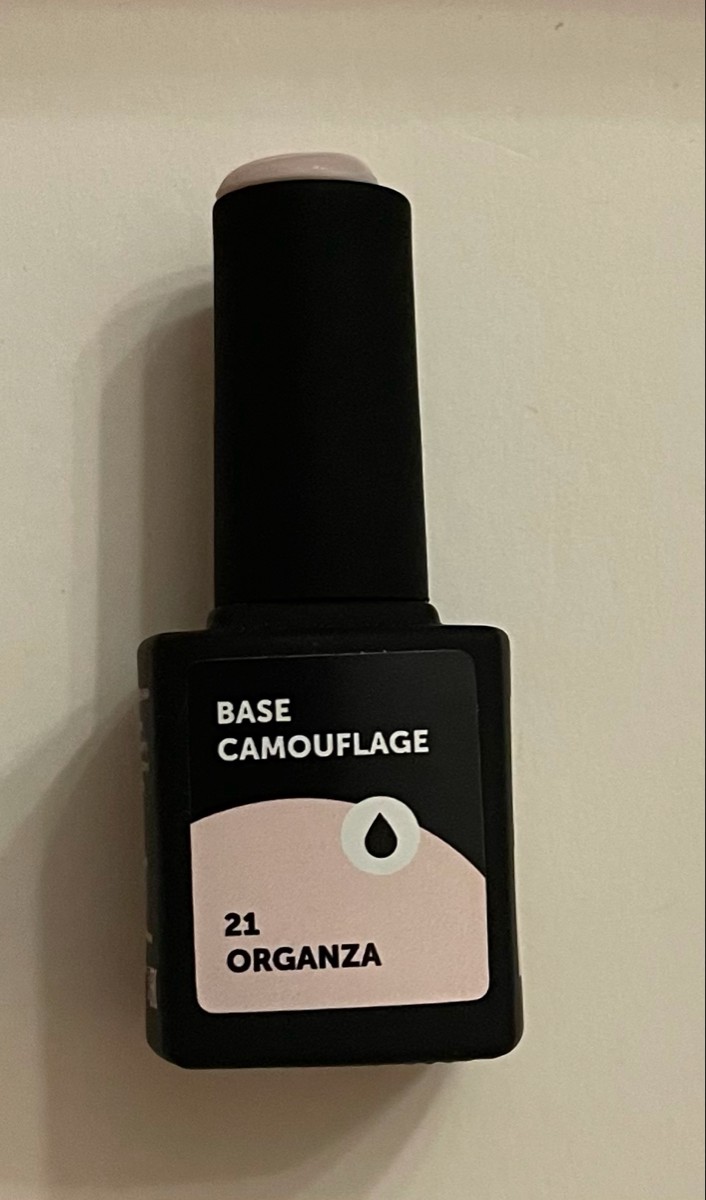 BASE
CAMOUFLAGE
21
ORGANZA